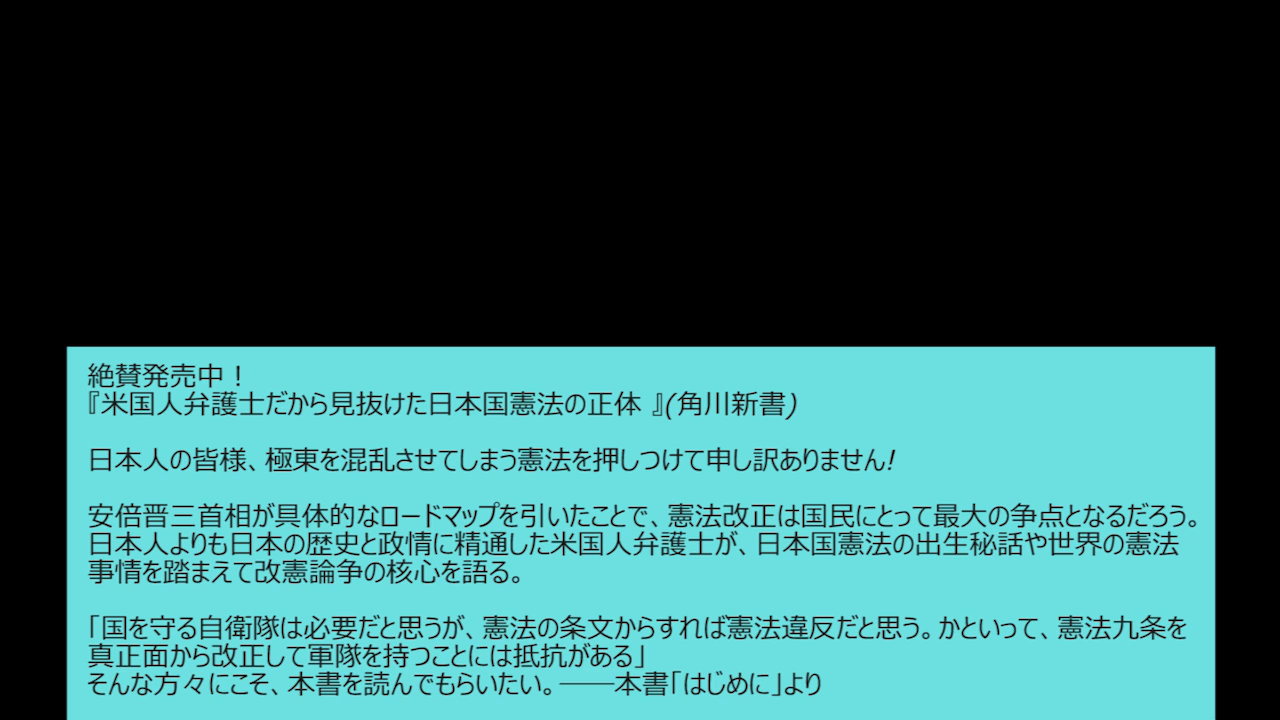 絶賛発売中！
『米国人弁護士だから見抜けた日本国憲法の正体 』(角川新書)
日本人の皆様、極東を混乱させてしまう憲法を押しつけて申し訳ありません!
安倍晋三首相が具体的なロードマップを引いたことで、憲法改正は国民にとって最大の争点となるだろう。
日本人よりも日本の歴史と政情に精通した米国人弁護士が、日本国憲法の出生秘話や世界の憲法
事情を踏まえて改憲論争の核心を語る。
「国を守る自衛隊は必要だと思うが、憲法の条文からすれば憲法違反だと思う。かといって、憲法九条を
真正面から改正して軍隊を持つことには抵抗がある」
そんな方々にこそ、本書を読んでもらいたい。――本書「はじめに」より